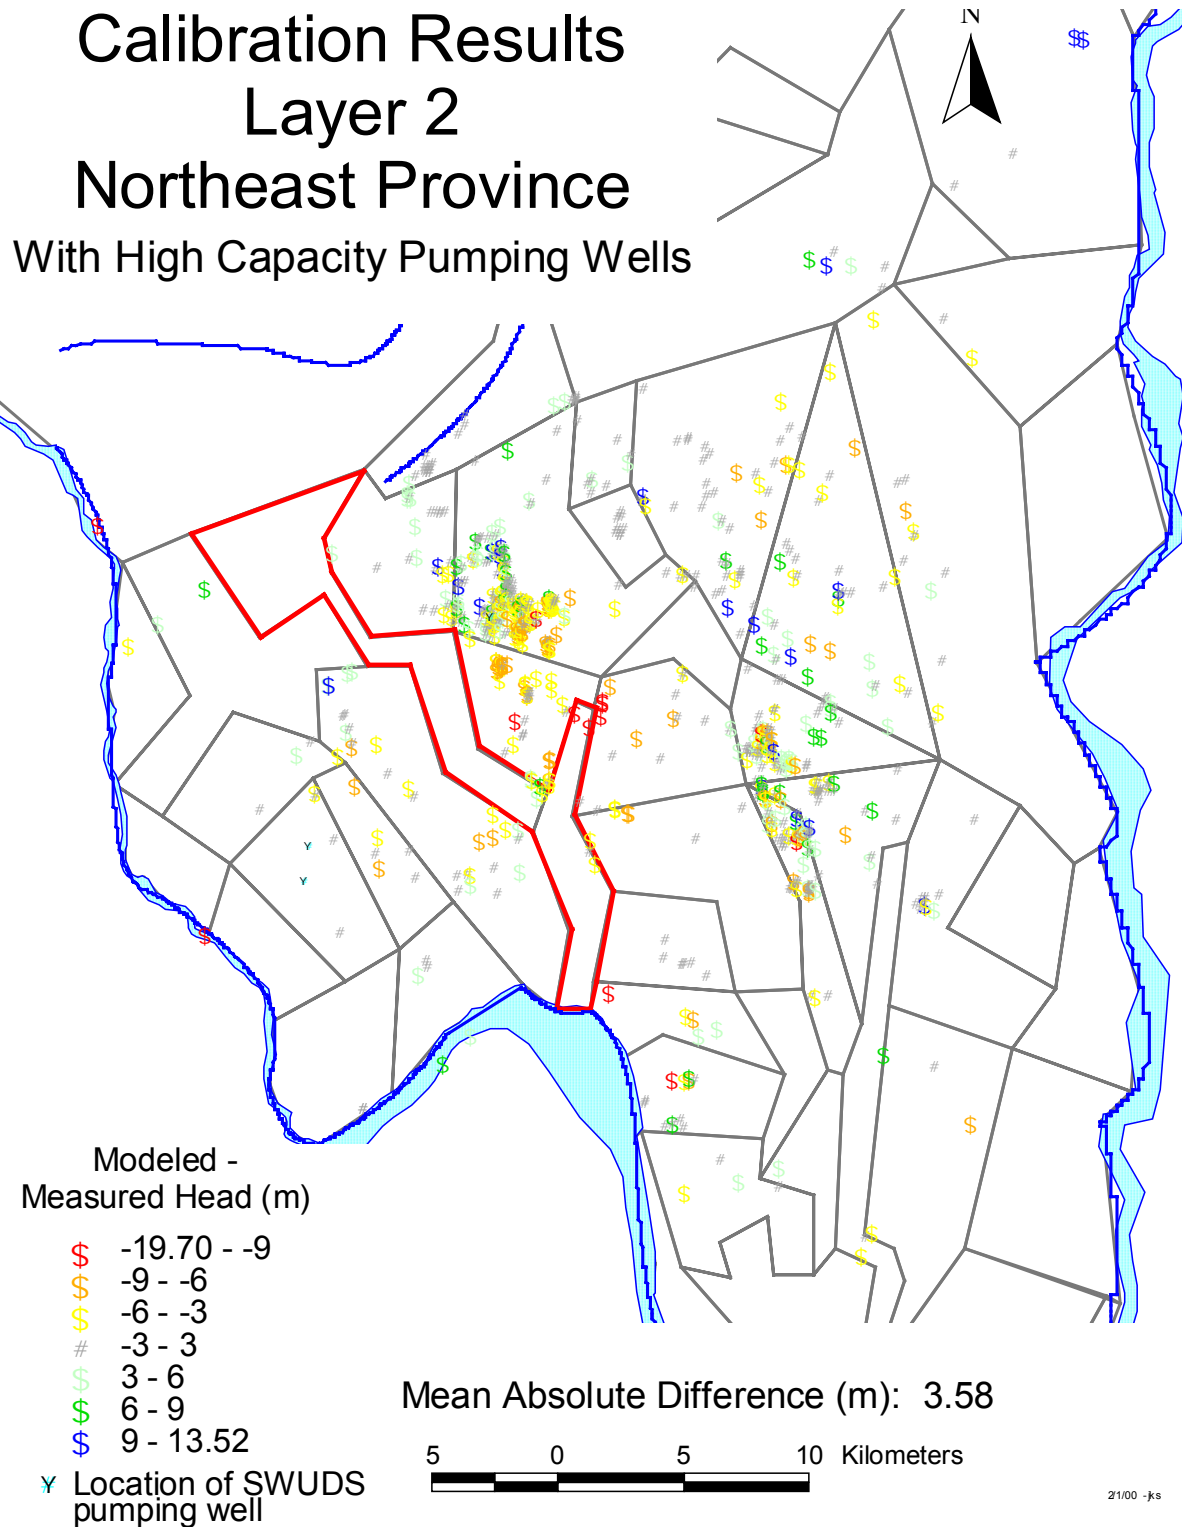 Calibration Results
Layer 2
Northeast Province
With High Capacity Pumping Wells
N
Modeled -
Measured Head (m)
$ -19.70 - -9
$ -9 - -6
$ -6 - -3
# -3 - 3
$ 3 - 6
$ 6 - 9
$ 9 - 13.52
Y Location of SWUDS
pumping well
Mean Absolute Difference (m): 3.58
5 0 5 10 Kilometers
2/1/00 -jks